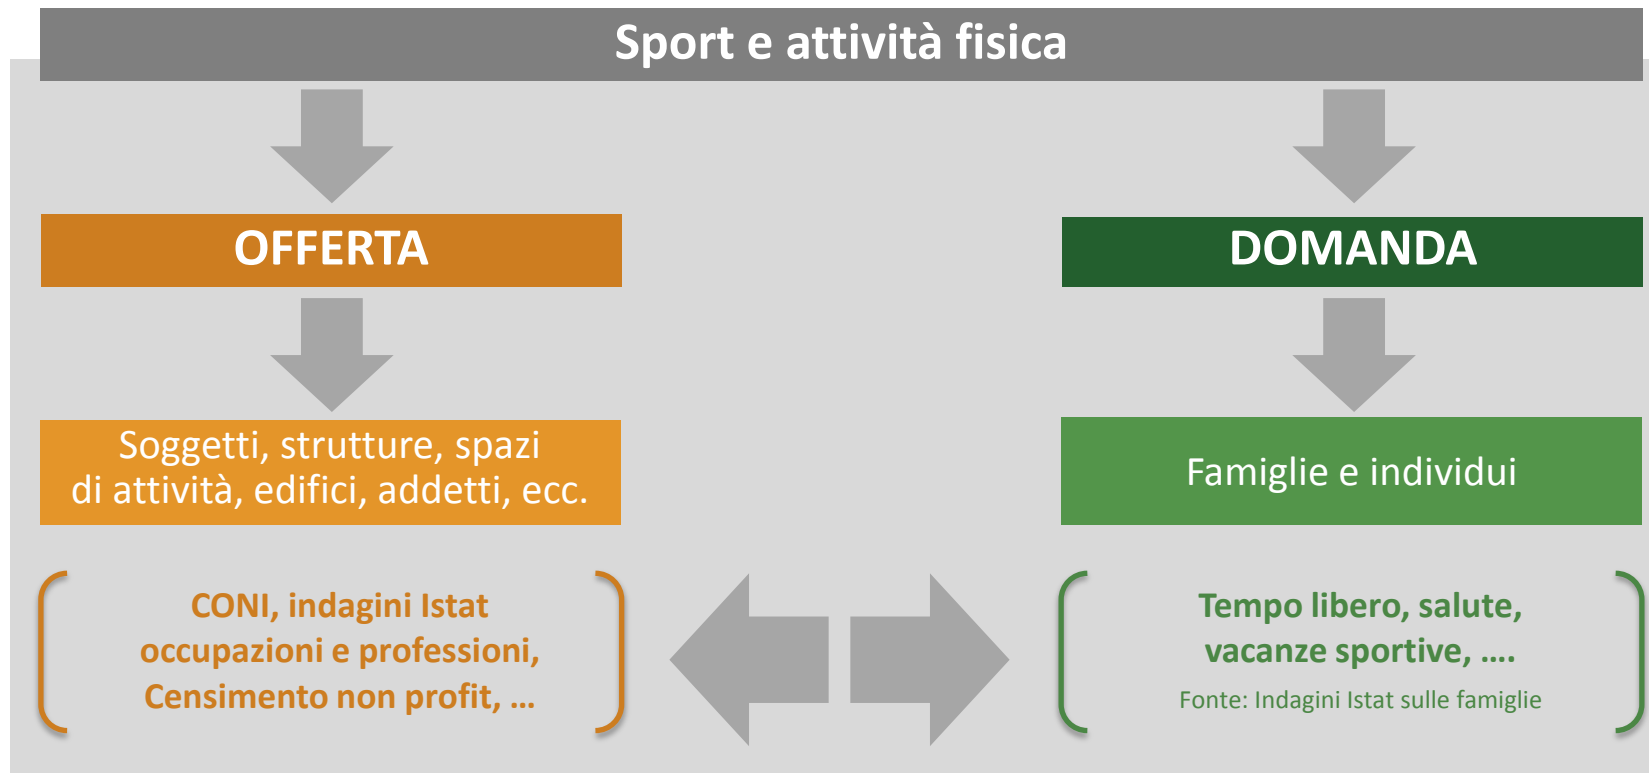 Sport e attività fisica
OFFERTA
DOMANDA
Soggetti, strutture, spazi
di attività, edifici, addetti, ecc.
Famiglie e individui
CONI, indagini Istat
occupazioni e professioni,
Censimento non profit, …
Tempo libero, salute,
vacanze sportive, ….
Fonte: Indagini Istat sulle famiglie